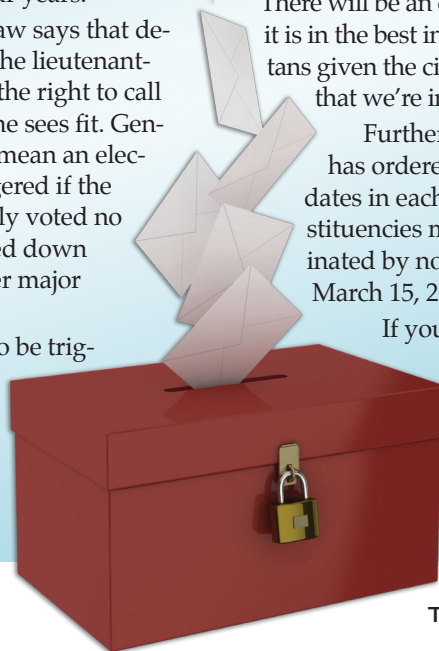 aw says that de-
he lieutenant-
the right to call
he sees fit. Gen-
mean an elec-
gered if the
ly voted no
ed down
er major
o be trig-
There will be an
it is in the best in
tans given the ci
that we're in
Further
has ordere
dates in each
stituencies m
inated by no
March 15, 2
If you
T